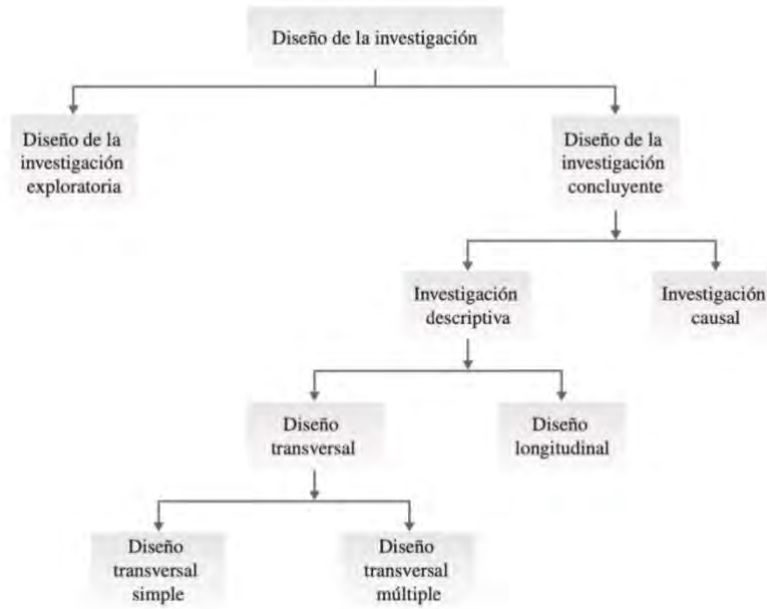 Diseño de la investigación
Diseño de la
investigación
exploratoria
Diseño de la
investigación
concluyente
Investigación
descriptiva
Investigación
causal
Diseño
transversal
Diseño
longitudinal
Diseño
transversal
simple
Diseño
transversal
múltiple